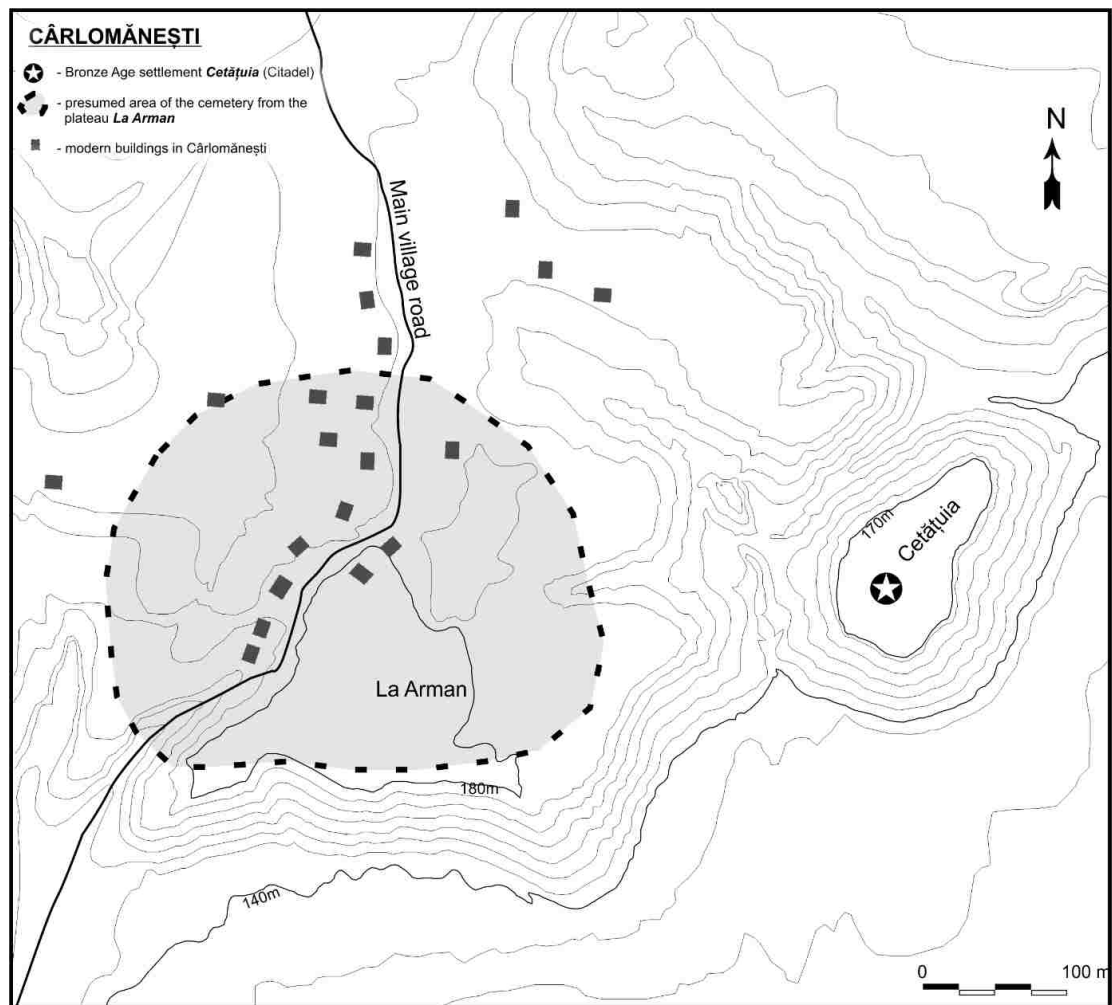 CÂRLOMĂNEȘTI
- Bronze Age settlement Cetățuia (Citadel)
- presumed area of the cemetery from the
plateau La Arman
- modern buildings in Cârlomănești
N
Main village road
170m
Cetățuia
La Arman
180m
140m
0 100 m